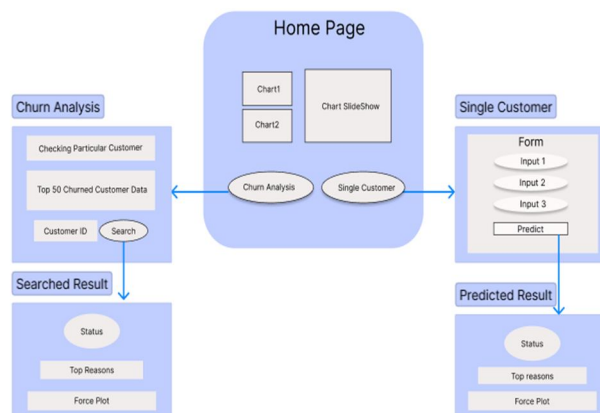 Home Page
Chart1
Chart2
Chart SlideShow
Churn Analysis
Single Customer
Churn Analysis
Checking Particular Customer
Top 50 Churned Customer Data
Customer ID
Search
Searched Result
Status
Top Reasons
Force Plot
Single Customer
Form
Input 1
Input 2
Input 3
Predict
Predicted Result
Status
Top reasons
Force Plot